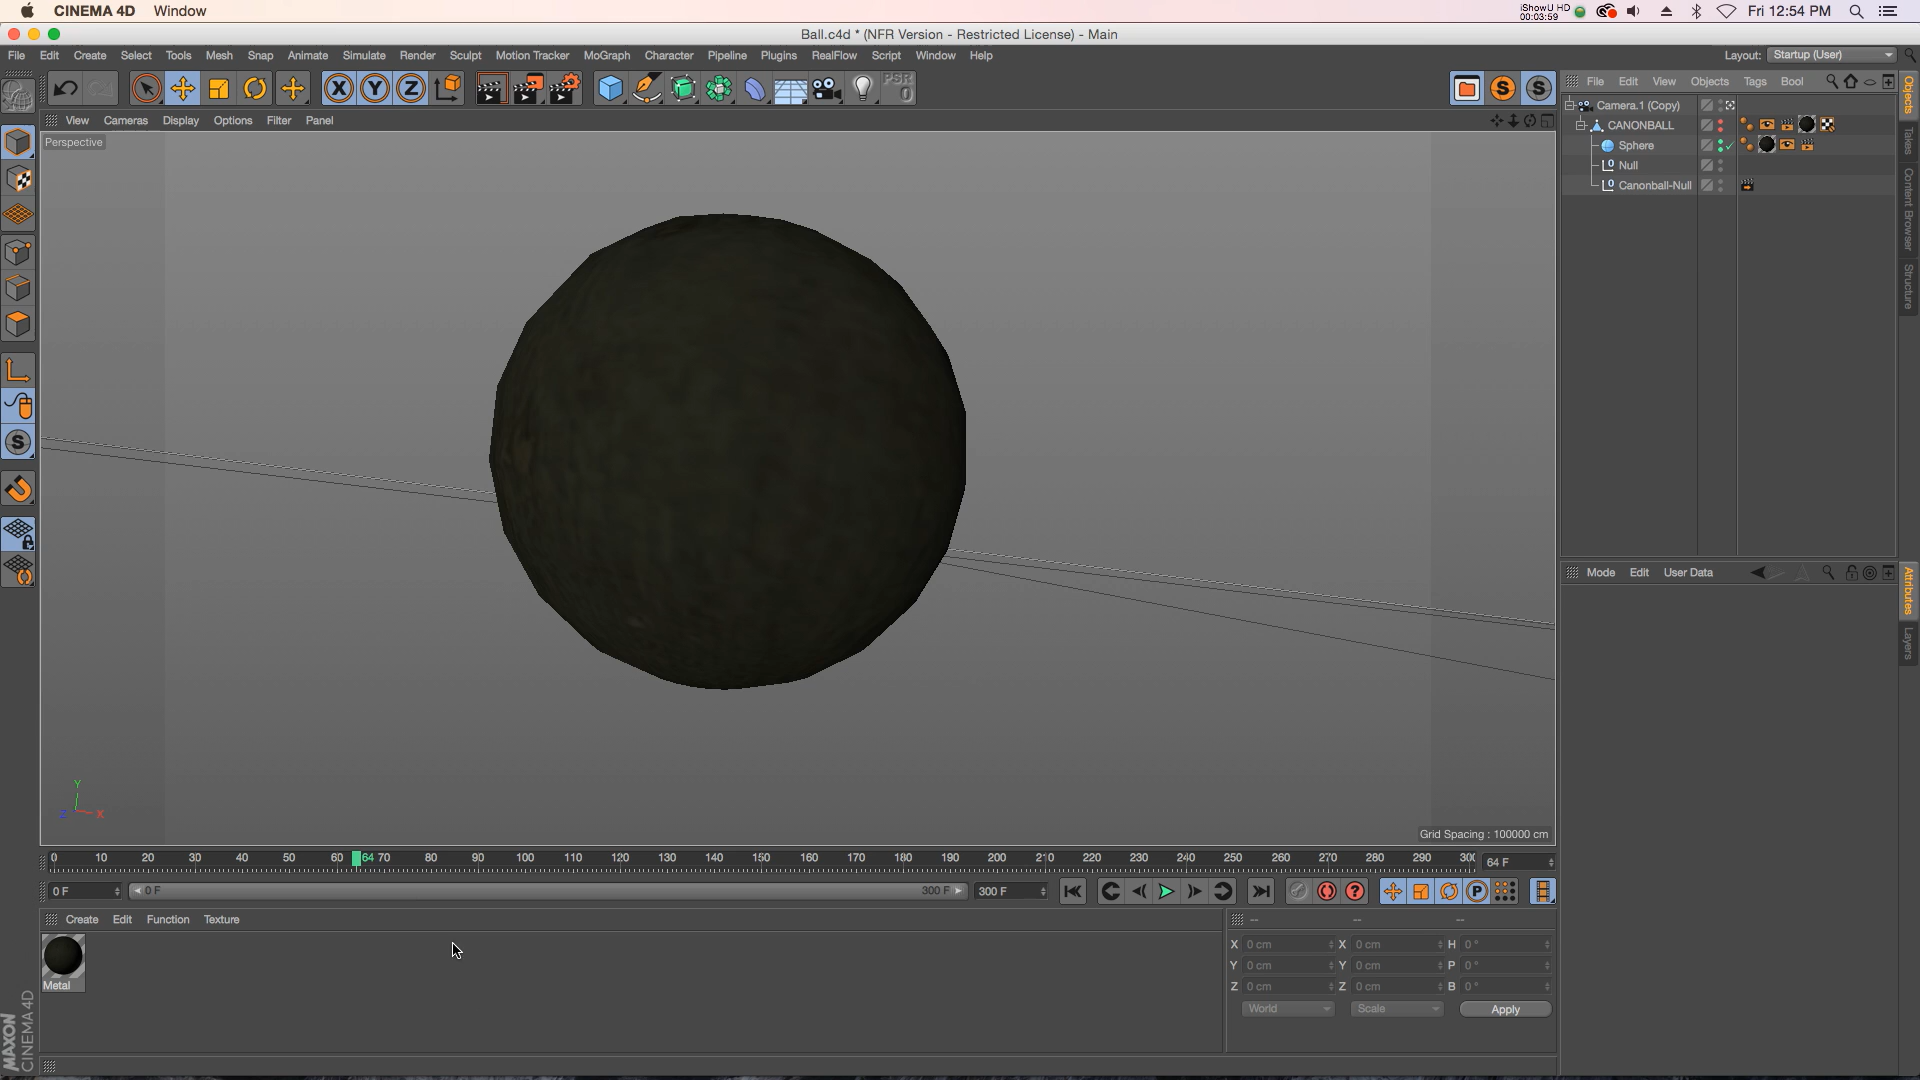 CINEMA 4D Window
iShowU HD
00:03:59
Fri 12:54 PM
Ball.c4d * (NFR Version - Restricted License) - Main
File Edit Create Select Tools Mesh Snap Animate Simulate Render Sculpt Motion Tracker MoGraph Character Pipeline Plugins RealFlow Script Window Help
Layout: Startup (User)
X Y Z
PSR
0
S S
File Edit View Objects Tags Bool
View Cameras Display Options Filter Panel
Perspective
Camera.1 (Copy)
CANONBALL
Sphere
Null
Canonball-Null
Objects
Takes
Content Browser
Structure
S
Mode Edit User Data
Attributes
Layers
Y
Z X
Grid Spacing : 100000 cm
0 10 20 30 40 50 60 64 70 80 90 100 110 120 130 140 150 160 170 180 190 200 210 220 230 240 250 260 270 280 290 300
64 F
0 F 0 F 300 F 300 F
? P
Create Edit Function Texture
-- -- --
X 0 cm X 0 cm H 0 °
Y 0 cm Y 0 cm P 0 °
Z 0 cm Z 0 cm B 0 °
World Scale Apply
Metal
MAXON
CINEMA 4D